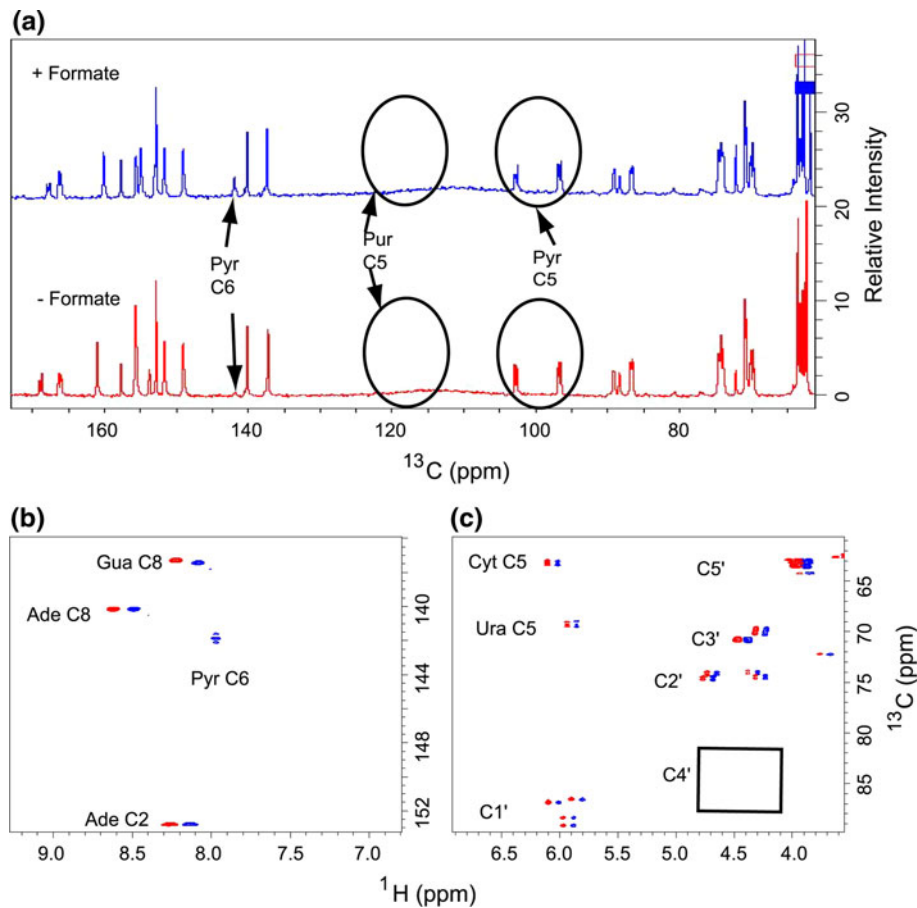 (a)
+ Formate
Pyr
C6
Pur
C5
Pyr
C5
- Formate
30
20
10
0
Relative Intensity
160
140
120
100
80
13C (ppm)
(b)
Gua C8
Ade C8
Pyr C6
Ade C2
140
144
148
152
9.0
8.5
8.0
7.5
7.0
(c)
Cyt C5
C5'
Ura C5
C3'
C2'
C4'
C1'
65
70
75
80
85
13C (ppm)
6.5
6.0
5.5
5.0
4.5
4.0
1H (ppm)